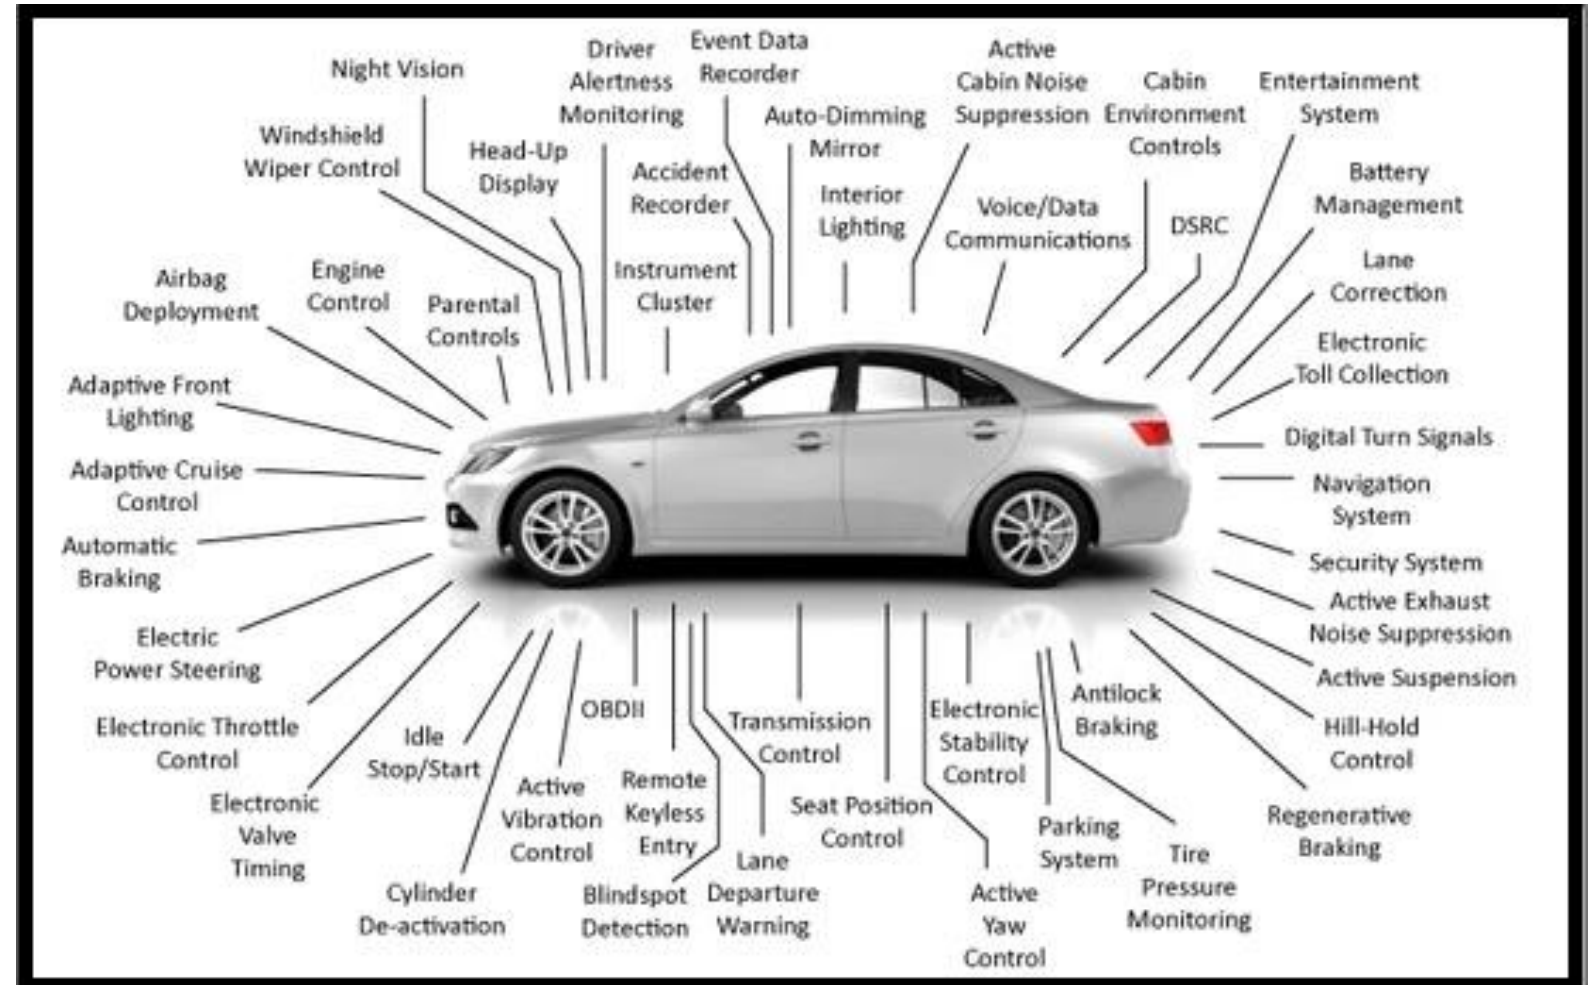 Night Vision
Driver
Alertness
Monitoring
Event Data
Recorder
Active
Cabin Noise
Suppression
Cabin
Environment
Controls
Entertainment
System
Windshield
Wiper Control
Head-Up
Display
Accident
Recorder
Auto-Dimming
Mirror
Interior
Lighting
Voice/Data
Communications
DSRC
Battery
Management
Airbag
Deployment
Engine
Control
Parental
Controls
Instrument
Cluster
Lane
Correction
Electronic
Toll Collection
Adaptive Front
Lighting
Digital Turn Signals
Adaptive Cruise
Control
Navigation
System
Automatic
Braking
Security System
Electric
Power Steering
Active Exhaust
Noise Suppression
Active Suspension
Electronic Throttle
Control
Idle
Stop/Start
OBDII
Transmission
Control
Electronic
Stability
Control
Antilock
Braking
Hill-Hold
Control
Electronic
Valve
Timing
Active
Vibration
Control
Remote
Keyless
Entry
Seat Position
Control
Parking
System
Regenerative
Braking
Cylinder
De-activation
Blindspot
Detection
Lane
Departure
Warning
Active
Yaw
Control
Tire
Pressure
Monitoring